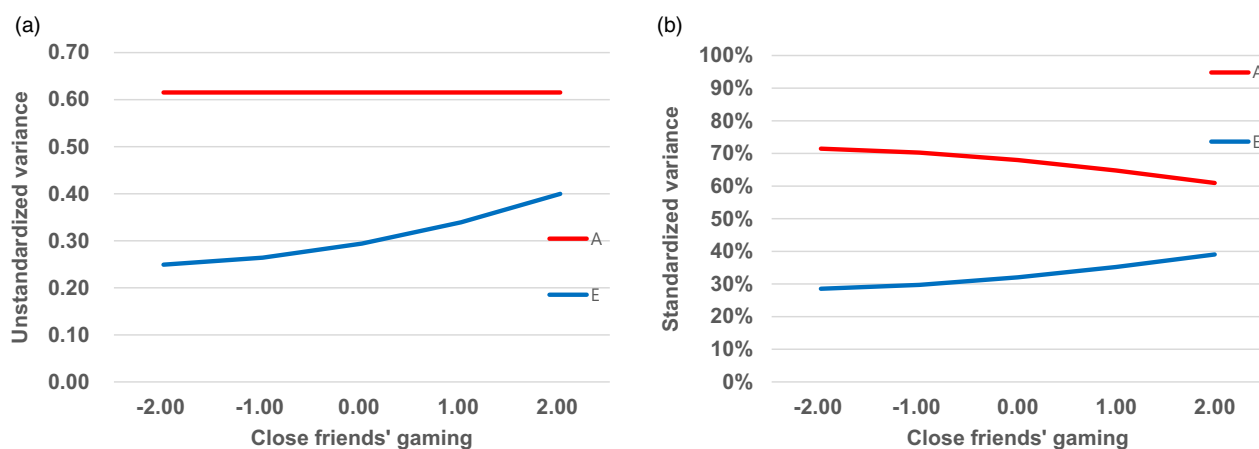 (a)
0.70
0.60
0.50
0.40
0.30
0.20
0.10
0.00
Unstandardized variance
-2.00 -1.00 0.00 1.00 2.00
Close friends' gaming
A
E
(b)
100%
90%
80%
70%
60%
50%
40%
30%
20%
10%
0%
Standardized variance
-2.00 -1.00 0.00 1.00 2.00
Close friends' gaming